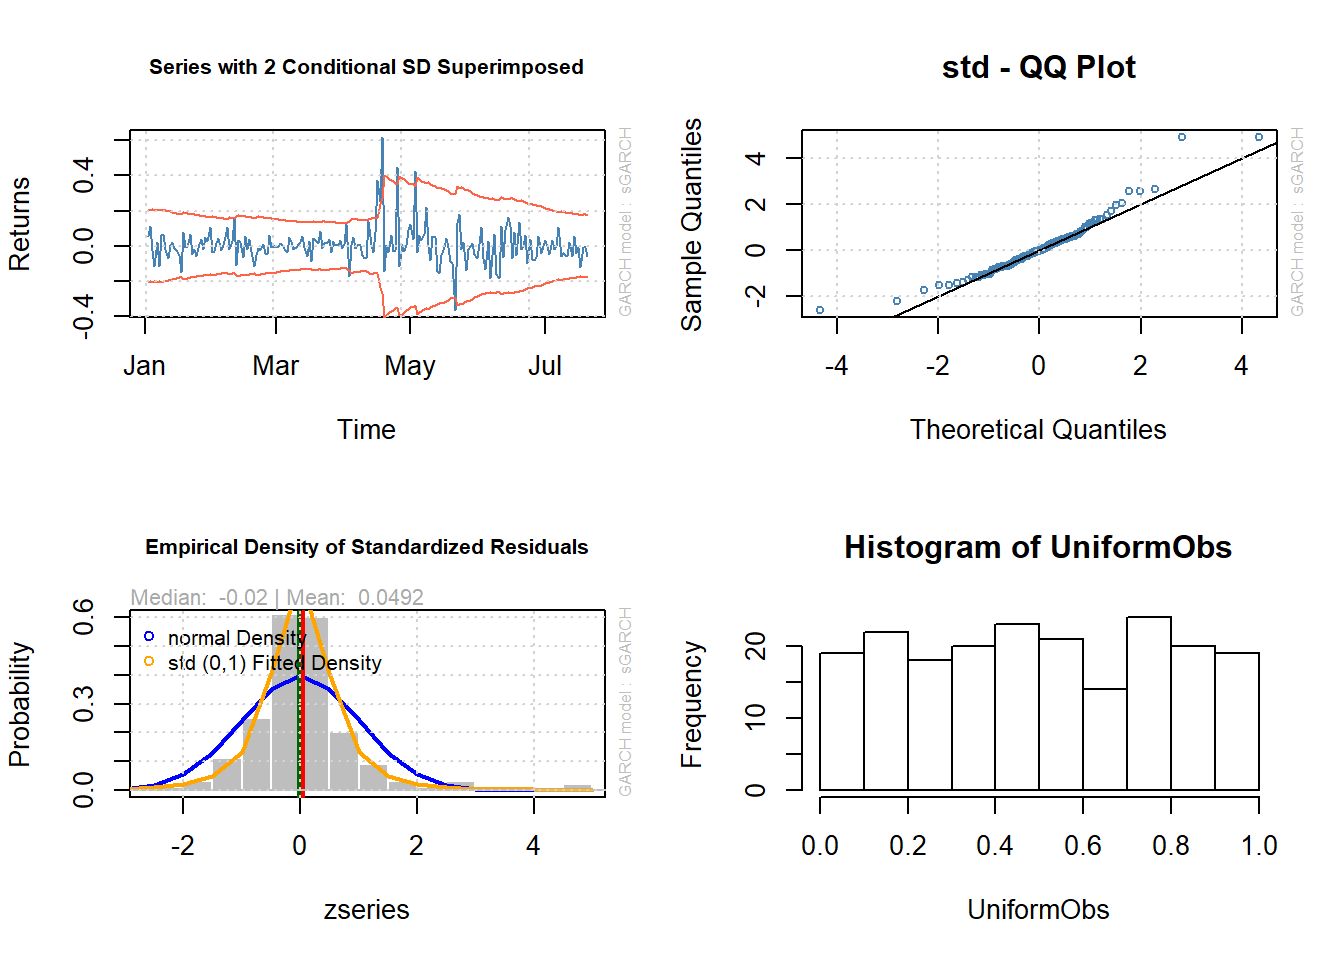 Series with 2 Conditional SD Superimposed
Returns
-0.4 0.0 0.4
Jan Mar May Jul
Time
GARCH model : sGARCH
std - QQ Plot
Sample Quantiles
-2 0 2 4
-4 -2 0 2 4
Theoretical Quantiles
GARCH model : sGARCH
Empirical Density of Standardized Residuals
Median: -0.02 | Mean: 0.0492
normal Density
std (0,1) Fitted Density
Probability
0.0 0.3 0.6
-2 0 2 4
zseries
GARCH model : sGARCH
Histogram of UniformObs
Frequency
0 10 20
0.0 0.2 0.4 0.6 0.8 1.0
UniformObs